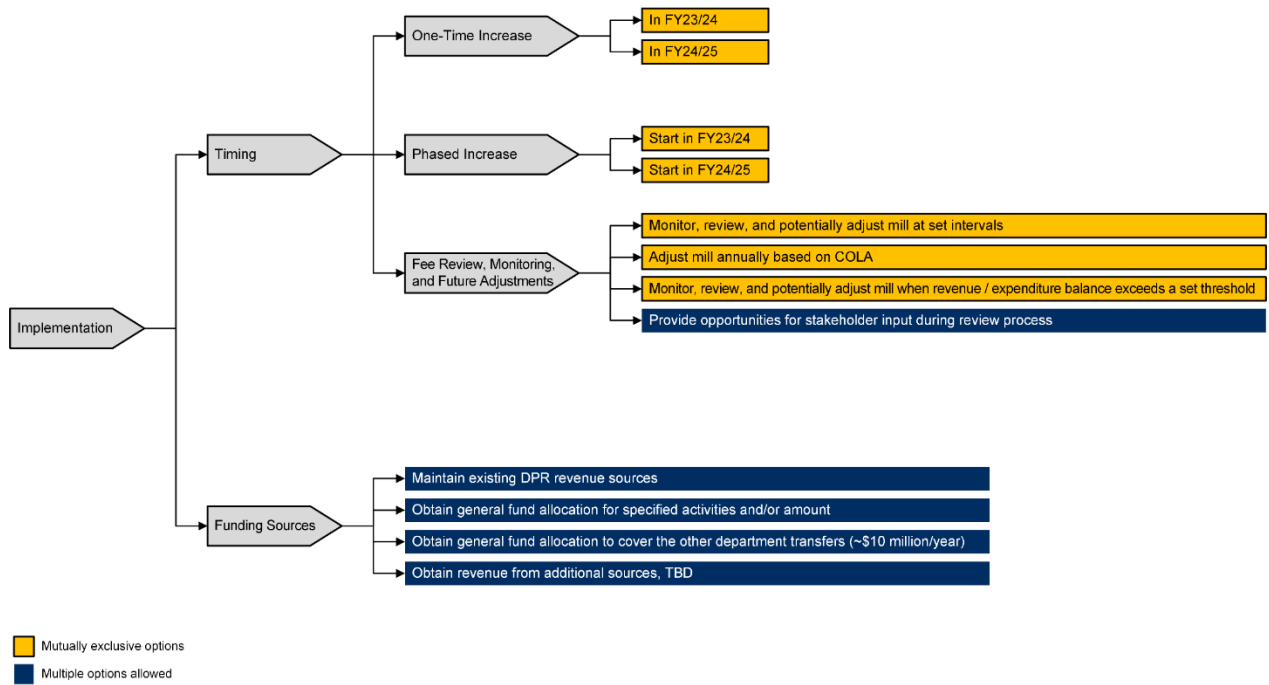 One-Time Increase
In FY23/24
In FY24/25
Timing
Phased Increase
Start in FY23/24
Start in FY24/25
Fee Review, Monitoring,
and Future Adjustments
Monitor, review, and potentially adjust mill at set intervals
Adjust mill annually based on COLA
Monitor, review, and potentially adjust mill when revenue / expenditure balance exceeds a set threshold
Provide opportunities for stakeholder input during review process
Implementation
Funding Sources
Maintain existing DPR revenue sources
Obtain general fund allocation for specified activities and/or amount
Obtain general fund allocation to cover the other department transfers (~$10 million/year)
Obtain revenue from additional sources, TBD
Mutually exclusive options
Multiple options allowed